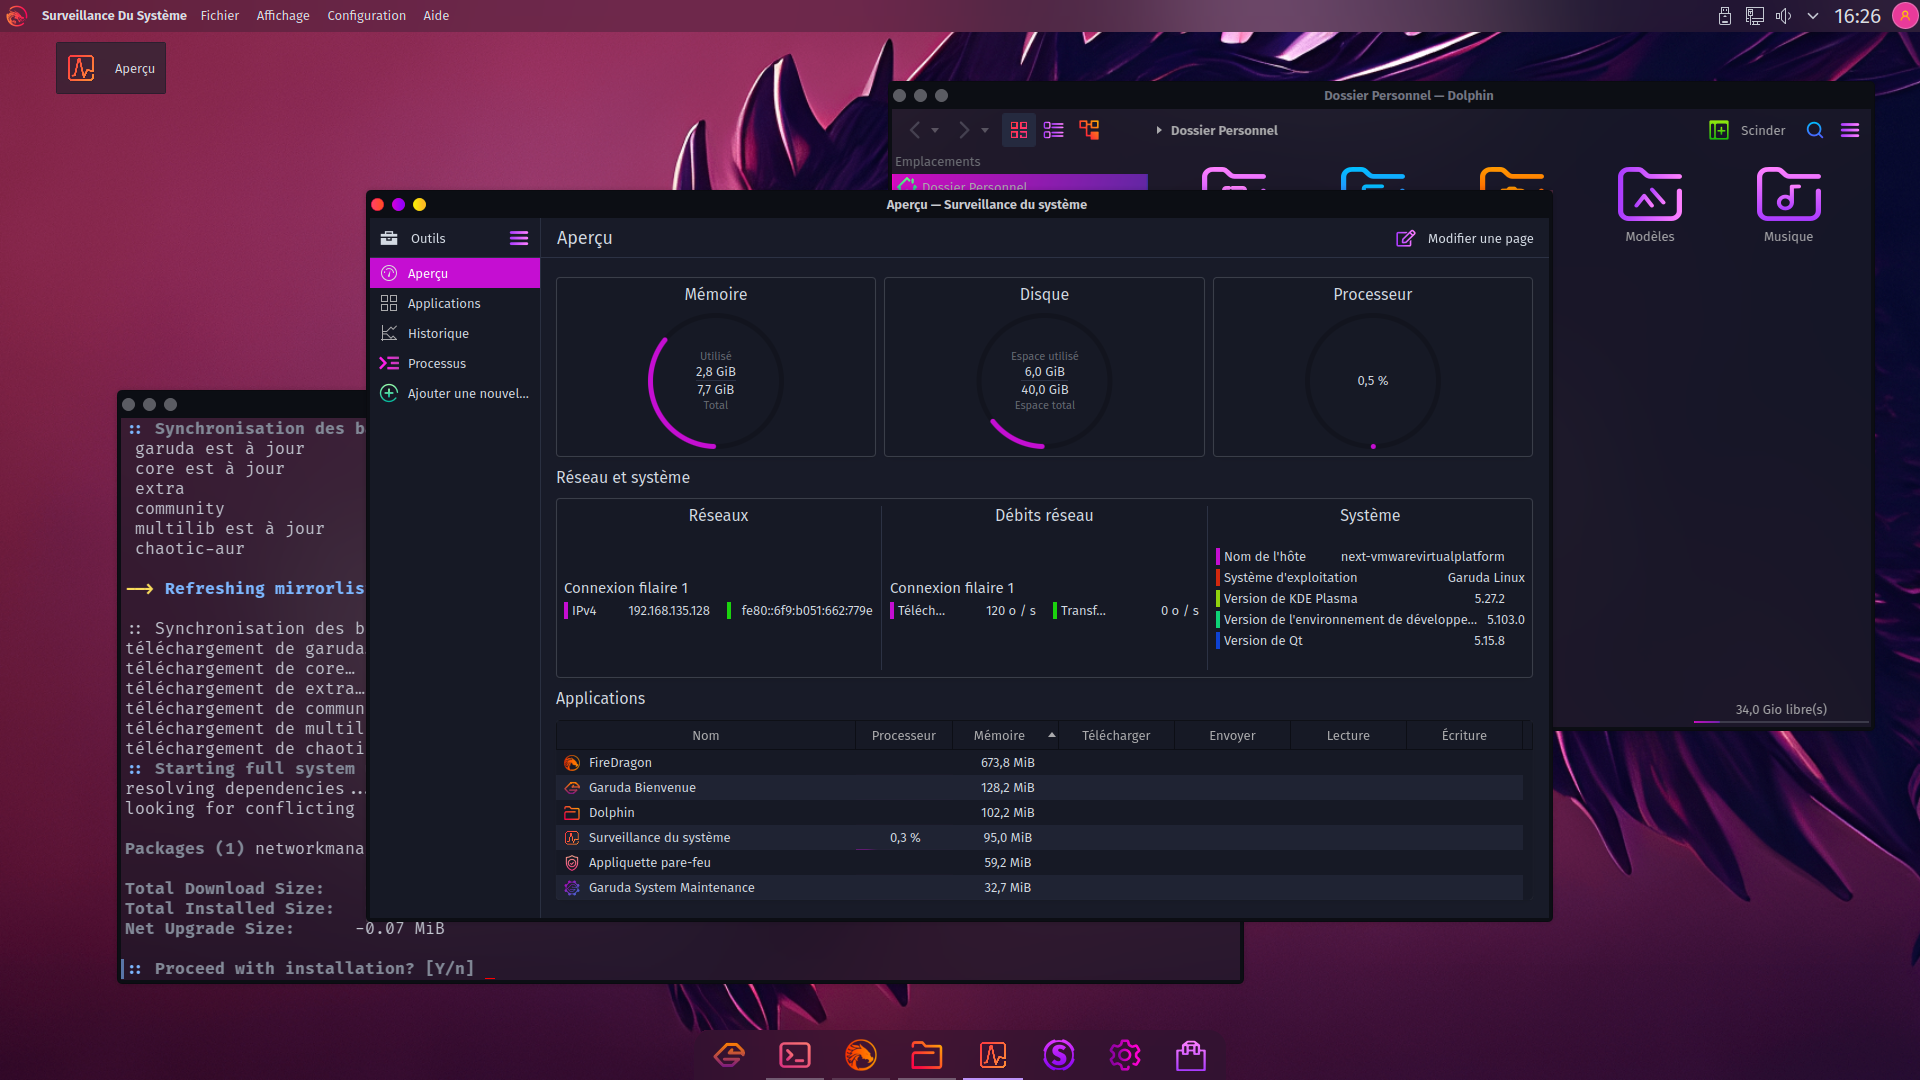 Surveillance Du Système Fichier Affichage Configuration Aide
16:26
Aperçu
Dossier Personnel — Dolphin
Dossier Personnel
Scinder
Emplacements
Dossier Personnel
Modèles
Musique
34,0 Gio libre(s)
Aperçu — Surveillance du système
Outils
Aperçu
Modifier une page
Aperçu
Applications
Historique
Processus
Ajouter une nouvel...
Mémoire
Utilisé
2,8 GiB
7,7 GiB
Total
Disque
Espace utilisé
6,0 GiB
40,0 GiB
Espace total
Processeur
0,5 %
Réseau et système
Réseaux
Connexion filaire 1
IPv4 192.168.135.128 fe80::6f9:b051:662:779e
Débits réseau
Connexion filaire 1
Téléch... 120 o / s Transf... 0 o / s
Système
Nom de l'hôte next-vmwarevirtualplatform
Système d'exploitation Garuda Linux
Version de KDE Plasma 5.27.2
Version de l'environnement de développe... 5.103.0
Version de Qt 5.15.8
Applications
Nom Processeur Mémoire Télécharger Envoyer Lecture Écriture
FireDragon 673,8 MiB
Garuda Bienvenue 128,2 MiB
Dolphin 102,2 MiB
Surveillance du système 0,3 % 95,0 MiB
Appliquette pare-feu 59,2 MiB
Garuda System Maintenance 32,7 MiB
:: Synchronisation des b
garuda est à jour
core est à jour
extra
community
multilib est à jour
chaotic-aur
⟶ Refreshing mirrorlis
:: Synchronisation des b
téléchargement de garuda
téléchargement de core…
téléchargement de extra…
téléchargement de commun
téléchargement de multil
téléchargement de chaoti
:: Starting full system
resolving dependencies...
looking for conflicting
Packages (1) networkmana
Total Download Size:
Total Installed Size:
Net Upgrade Size: -0.07 MiB
:: Proceed with installation? [Y/n] _